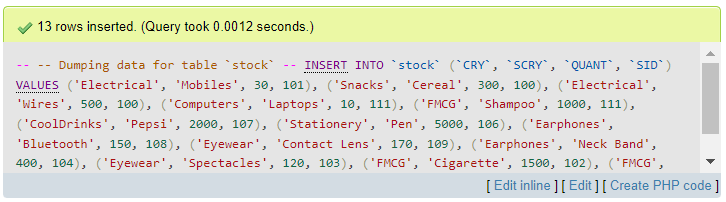 13 rows inserted. (Query took 0.0012 seconds.)
-- -- Dumping data for table `stock` -- INSERT INTO `stock` (`CRY`, `SCRY`, `QUANT`, `SID`)
VALUES ('Electrical', 'Mobiles', 30, 101), ('Snacks', 'Cereal', 300, 100), ('Electrical',
'Wires', 500, 100), ('Computers', 'Laptops', 10, 111), ('FMCG', 'Shampoo', 1000, 111),
('CoolDrinks', 'Pepsi', 2000, 107), ('Stationery', 'Pen', 5000, 106), ('Earphones',
'Bluetooth', 150, 108), ('Eyewear', 'Contact Lens', 170, 109), ('Earphones', 'Neck Band',
400, 104), ('Eyewear', 'Spectacles', 120, 103), ('FMCG', 'Cigarette', 1500, 102), ('FMCG',
[ Edit inline ] [ Edit ] [ Create PHP code ]